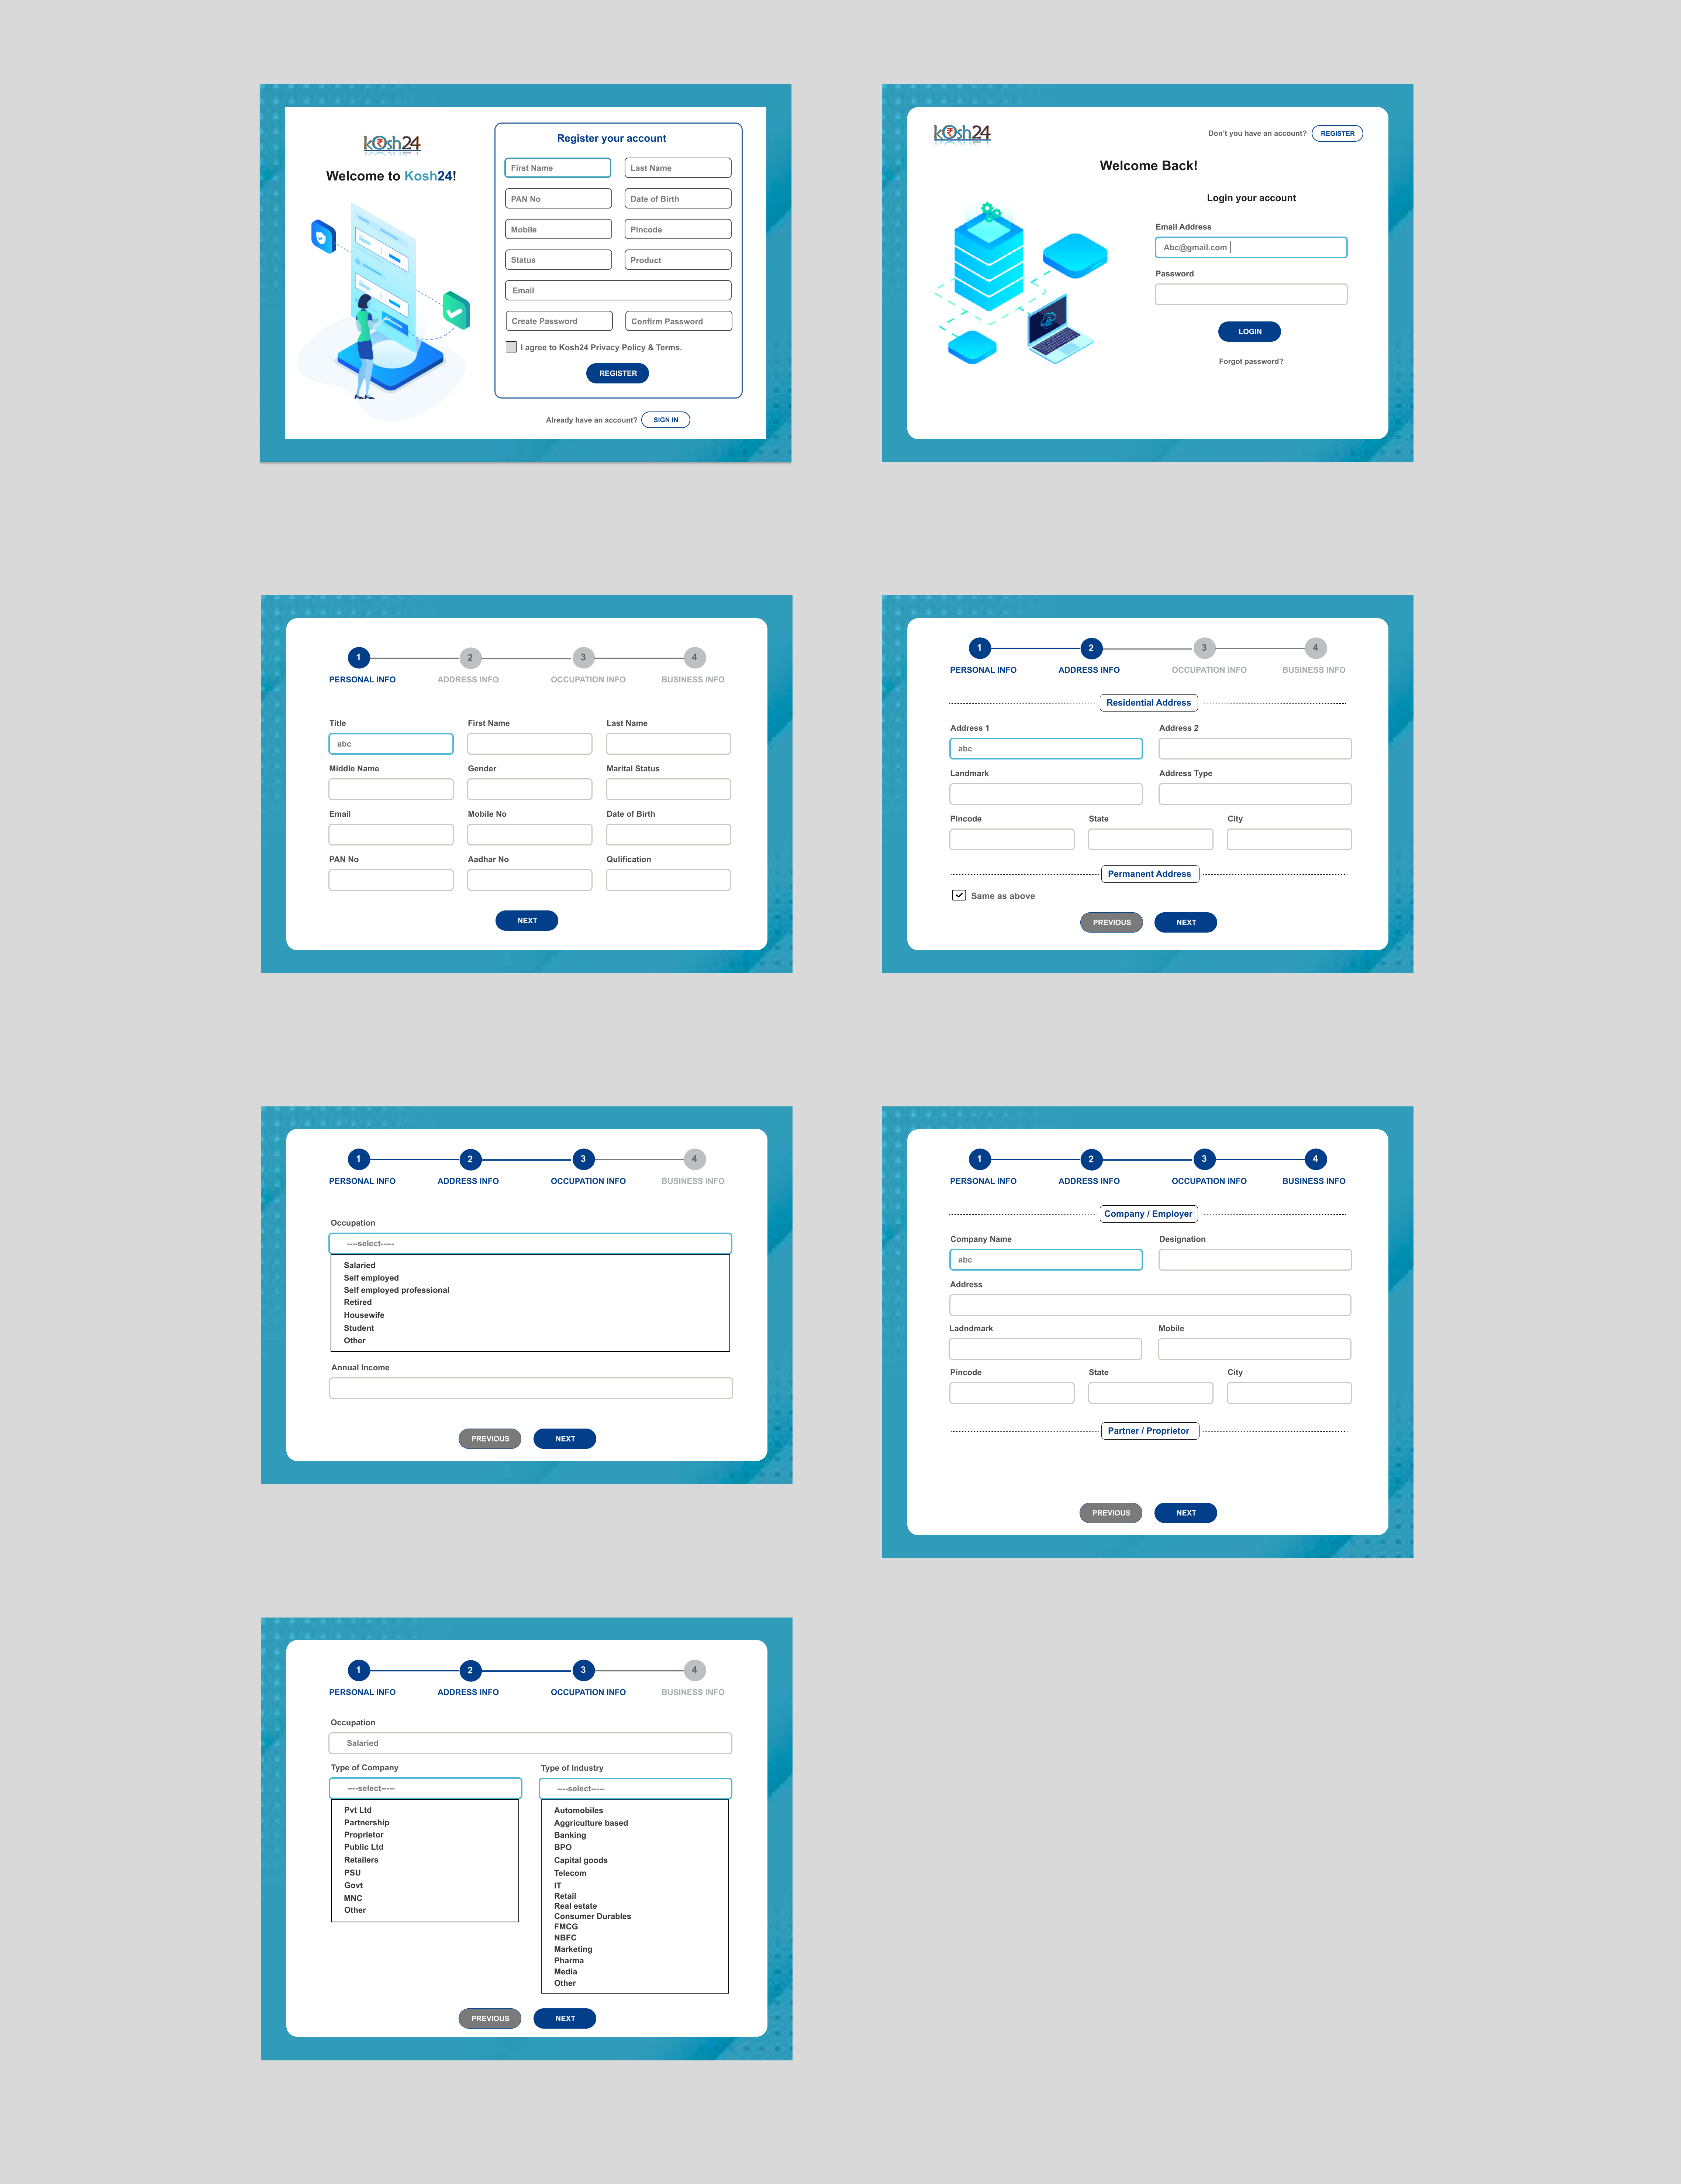 kOsh24
Welcome to Kosh24!
Register your account
First Name
Last Name
PAN No
Date of Birth
Mobile
Pincode
Status
Product
Email
Create Password
Confirm Password
I agree to Kosh24 Privacy Policy & Terms.
REGISTER
Already have an account?
SIGN IN
kOsh24
Don't you have an account?
REGISTER
Welcome Back!
Login your account
Email Address
Abc@gmail.com
Password
LOGIN
Forgot password?
1
2
3
4
PERSONAL INFO
ADDRESS INFO
OCCUPATION INFO
BUSINESS INFO
Title
First Name
Last Name
abc
Middle Name
Gender
Marital Status
Email
Mobile No
Date of Birth
PAN No
Aadhar No
Qulification
NEXT
1
2
3
4
PERSONAL INFO
ADDRESS INFO
OCCUPATION INFO
BUSINESS INFO
Residential Address
Address 1
Address 2
abc
Landmark
Address Type
Pincode
State
City
Permanent Address
Same as above
PREVIOUS
NEXT
1
2
3
4
PERSONAL INFO
ADDRESS INFO
OCCUPATION INFO
BUSINESS INFO
Occupation
----select-----
Salaried
Self employed
Self employed professional
Retired
Housewife
Student
Other
Annual Income
PREVIOUS
NEXT
1
2
3
4
PERSONAL INFO
ADDRESS INFO
OCCUPATION INFO
BUSINESS INFO
Company / Employer
Company Name
Designation
abc
Address
Ladndmark
Mobile
Pincode
State
City
Partner / Proprietor
PREVIOUS
NEXT
1
2
3
4
PERSONAL INFO
ADDRESS INFO
OCCUPATION INFO
BUSINESS INFO
Occupation
Salaried
Type of Company
----select-----
Pvt Ltd
Partnership
Proprietor
Public Ltd
Retailers
PSU
Govt
MNC
Other
Type of Industry
----select-----
Automobiles
Aggriculture based
Banking
BPO
Capital goods
Telecom
IT
Retail
Real estate
Consumer Durables
FMCG
NBFC
Marketing
Pharma
Media
Other
PREVIOUS
NEXT